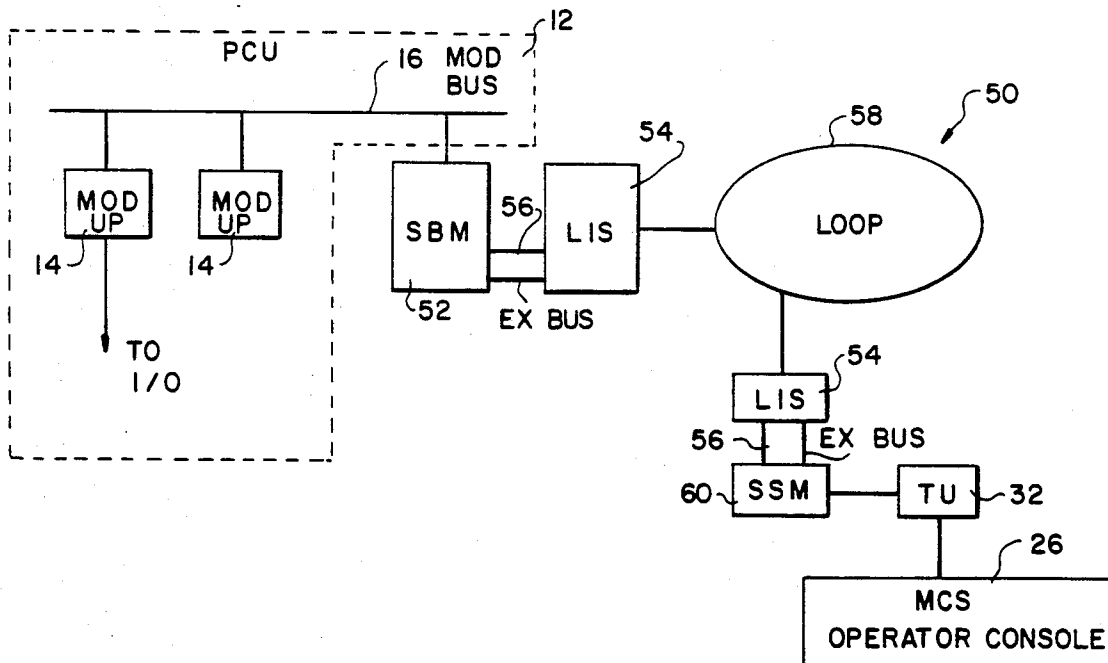 PCU
12
16 MOD
BUS
50
58
54
MOD
UP
14
MOD
UP
14
SBM
52
56
EX BUS
LIS
LOOP
TO
I/O
54
LIS
56
EX BUS
60
SSM
TU
32
26
MCS
OPERATOR CONSOLE